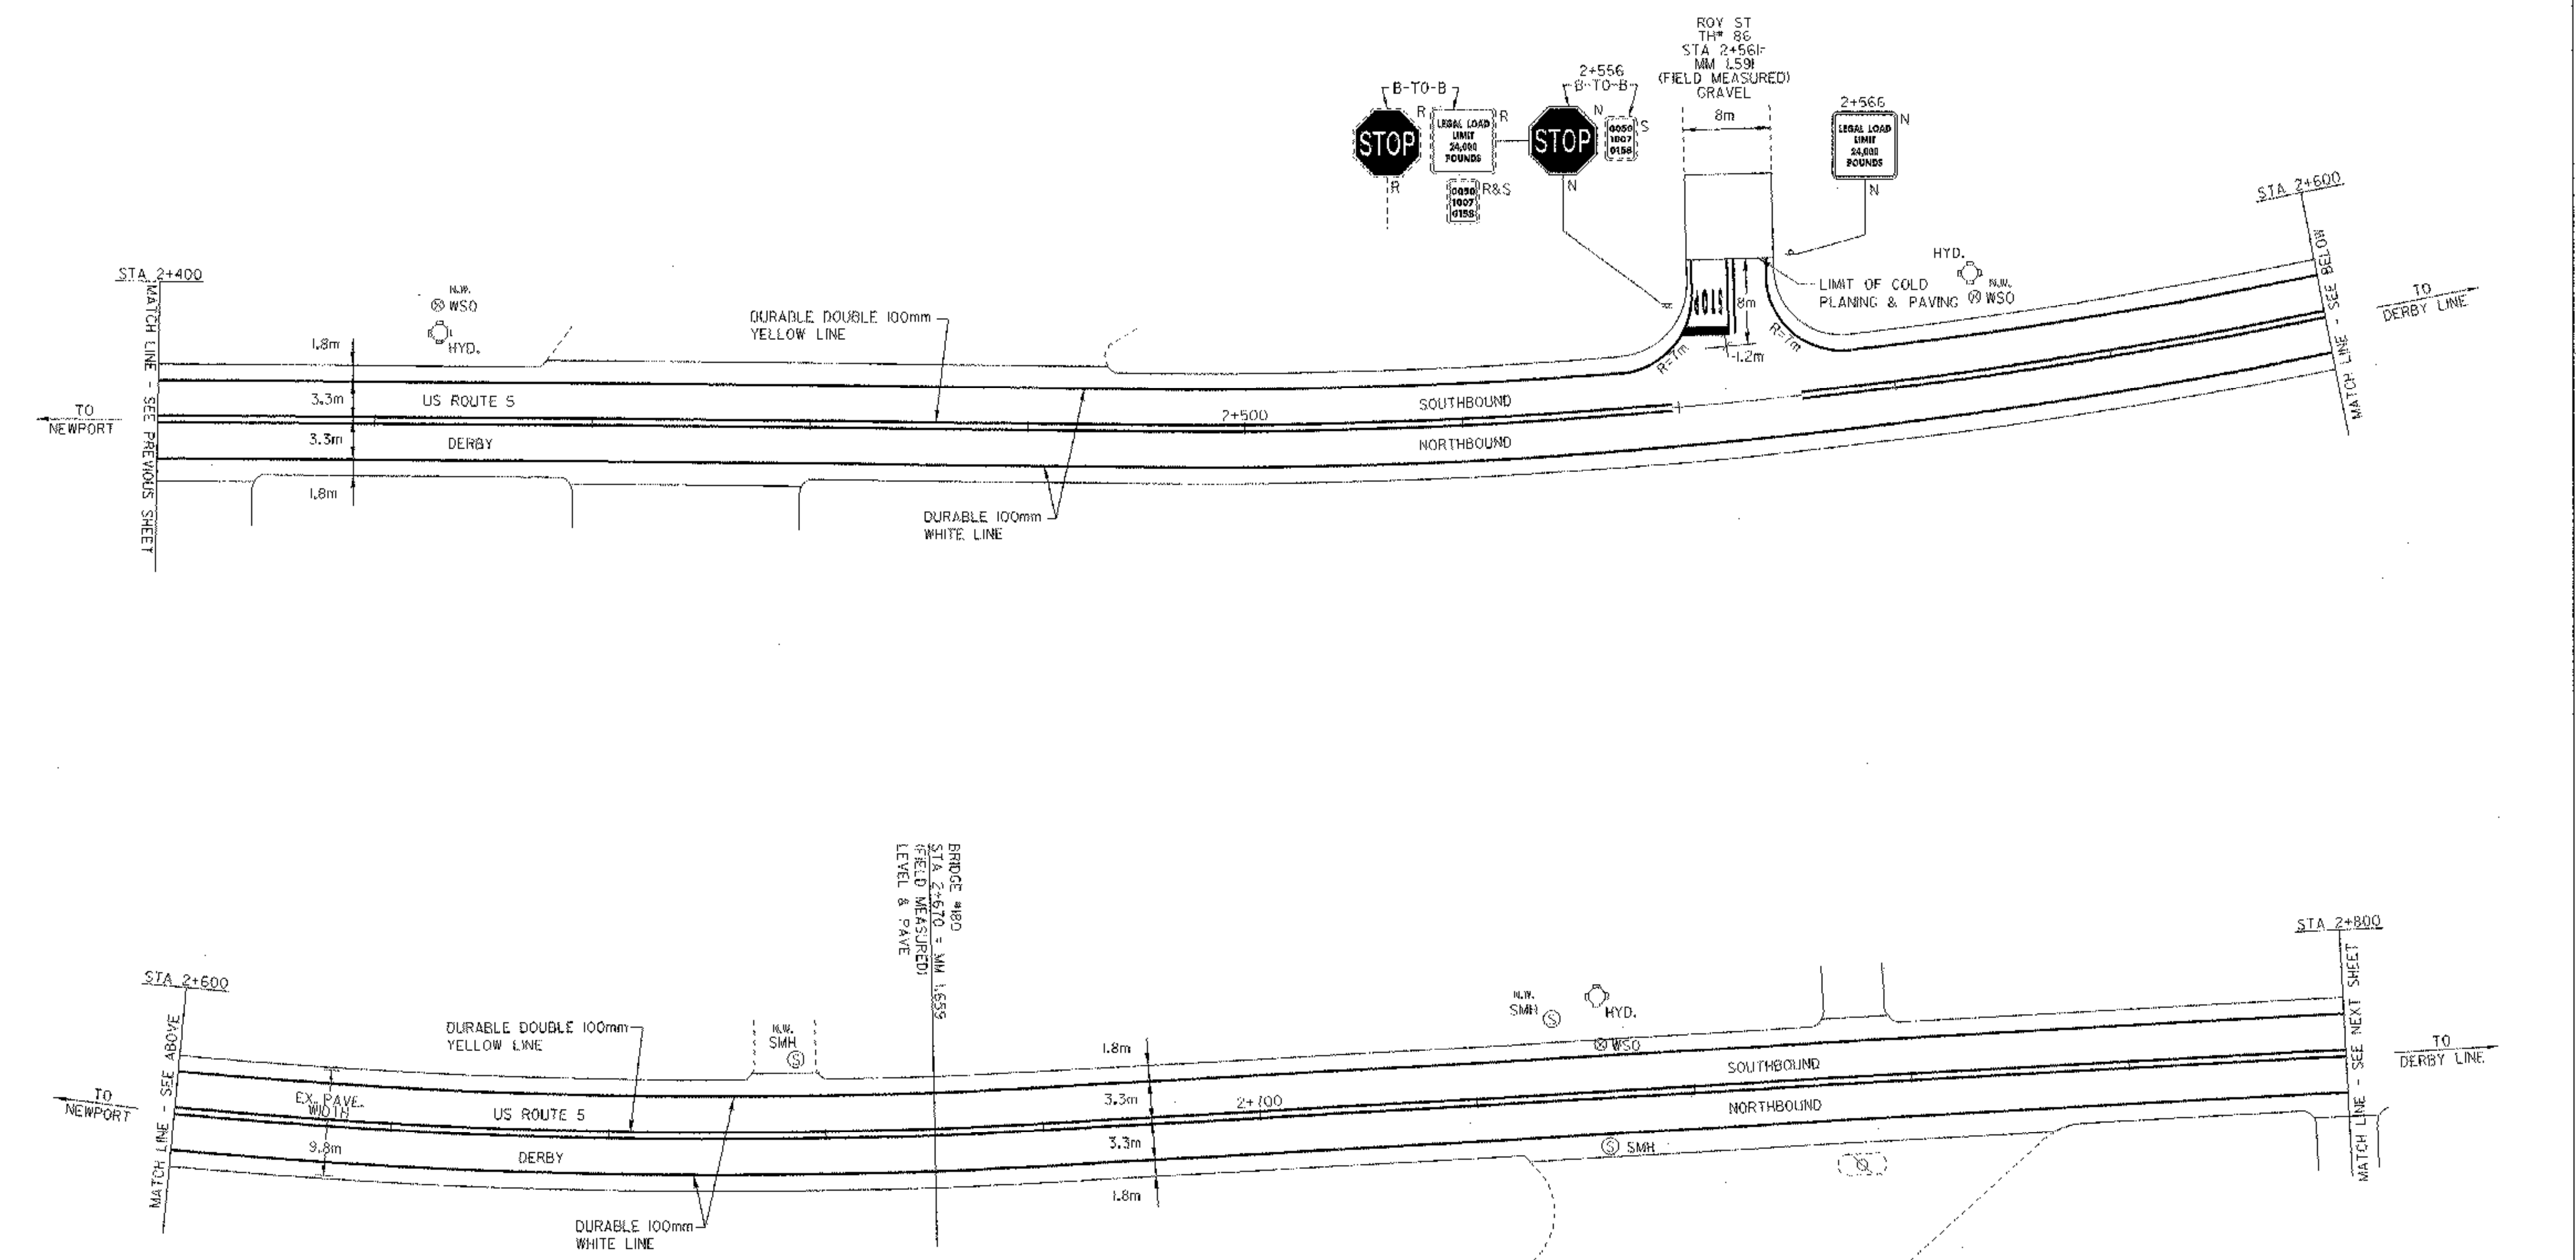 ROY ST
TH# 86
STA 2+561=
MM 1.591
(FIELD MEASURED)
GRAVEL
8m
B-TO-B
STOP
R
R
LEGAL LOAD
LIMIT
24,000
POUNDS
R
0050
1007
0158
R&S
2+556
B-TO-B
STOP
N
N
0050
1007
0158
S
2+566
LEGAL LOAD
LIMIT
24,000
POUNDS
N
N
STA 2+600
STA 2+400
MATCH LINE - SEE PREVIOUS SHEET
TO
NEWPORT
N.W.
WSO
HYD.
1.8m
3.3m
3.3m
1.8m
US ROUTE 5
DERBY
DURABLE DOUBLE 100mm
YELLOW LINE
DURABLE 100mm
WHITE LINE
2+500
SOUTHBOUND
NORTHBOUND
STOP
8m
R=7m
1.2m
R=7m
LIMIT OF COLD
PLANING & PAVING
HYD.
N.W.
WSO
MATCH LINE - SEE BELOW
TO
DERBY LINE
BRIDGE #180
STA 2+670 = MM 1.659
(FIELD MEASURED)
LEVEL & PAVE
STA 2+600
MATCH LINE - SEE ABOVE
TO
NEWPORT
DURABLE DOUBLE 100mm
YELLOW LINE
N.W.
SMH
S
EX. PAVE.
WIDTH
9.8m
US ROUTE 5
DERBY
DURABLE 100mm
WHITE LINE
1.8m
3.3m
3.3m
1.8m
2+700
N.W.
SMH
S
HYD.
WSO
SOUTHBOUND
NORTHBOUND
S
SMH
STA 2+800
MATCH LINE - SEE NEXT SHEET
TO
DERBY LINE